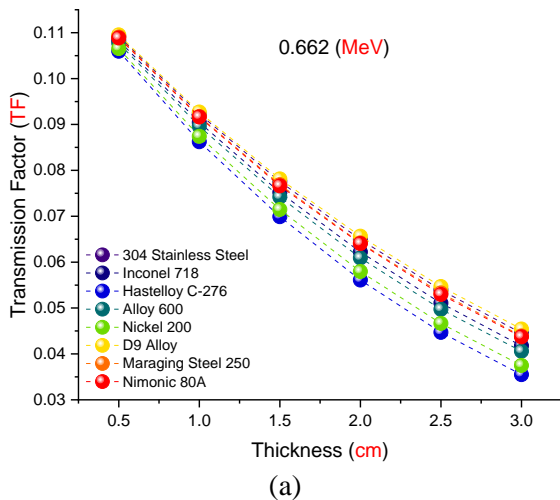 0.662 (MeV)
Transmission Factor (TF)
0.11
0.10
0.09
0.08
0.07
0.06
0.05
0.04
0.03
304 Stainless Steel
Inconel 718
Hastelloy C-276
Alloy 600
Nickel 200
D9 Alloy
Maraging Steel 250
Nimonic 80A
0.5 1.0 1.5 2.0 2.5 3.0
Thickness (cm)
(a)